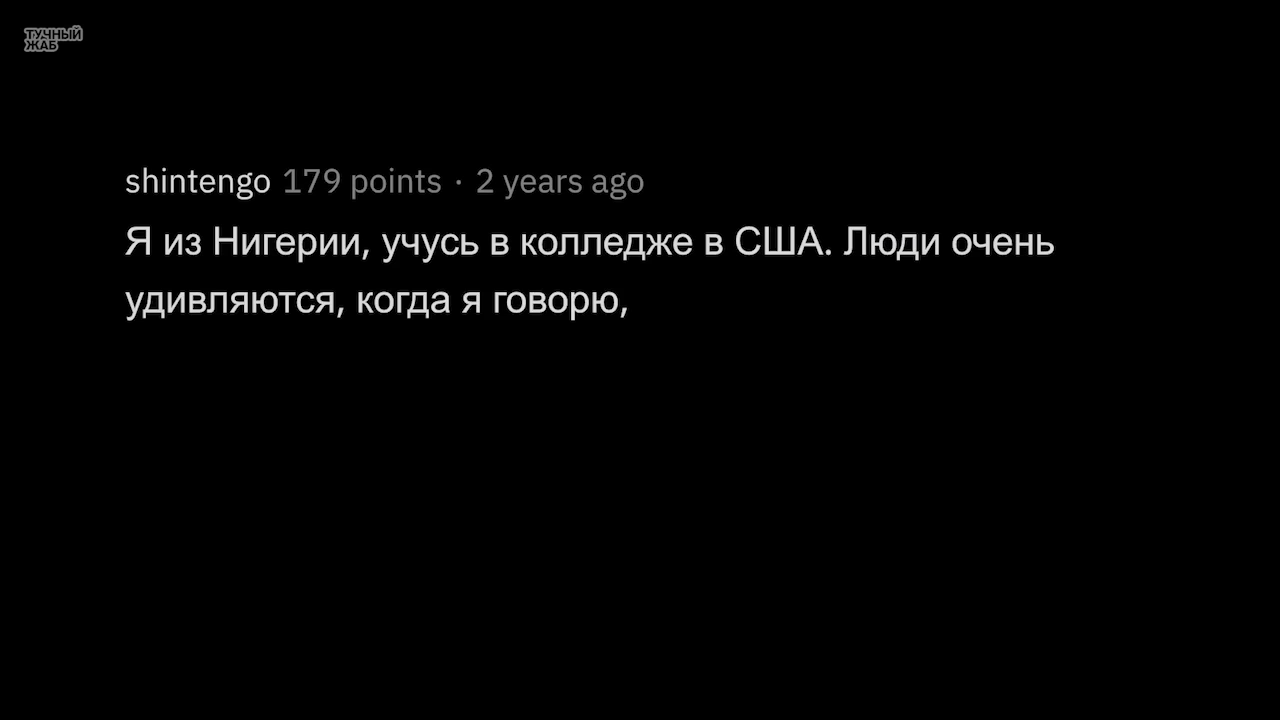 ТУЧНЫЙ
ЖАБ
shintengo 179 points · 2 years ago
Я из Нигерии, учусь в колледже в США. Люди очень
удивляются, когда я говорю,